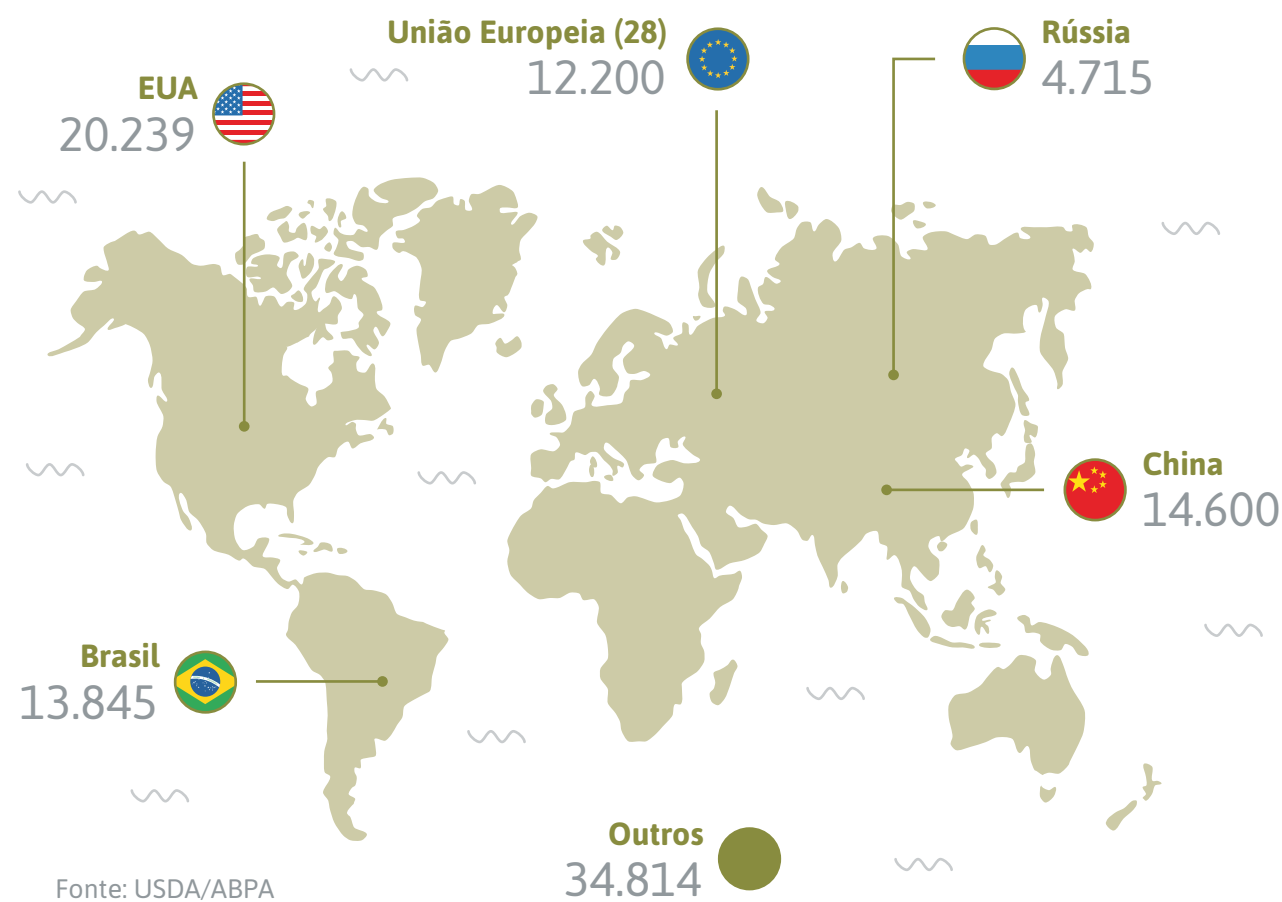 União Europeia (28)
12.200
Rússia
4.715
EUA
20.239
China
14.600
Brasil
13.845
Outros
34.814
Fonte: USDA/ABPA